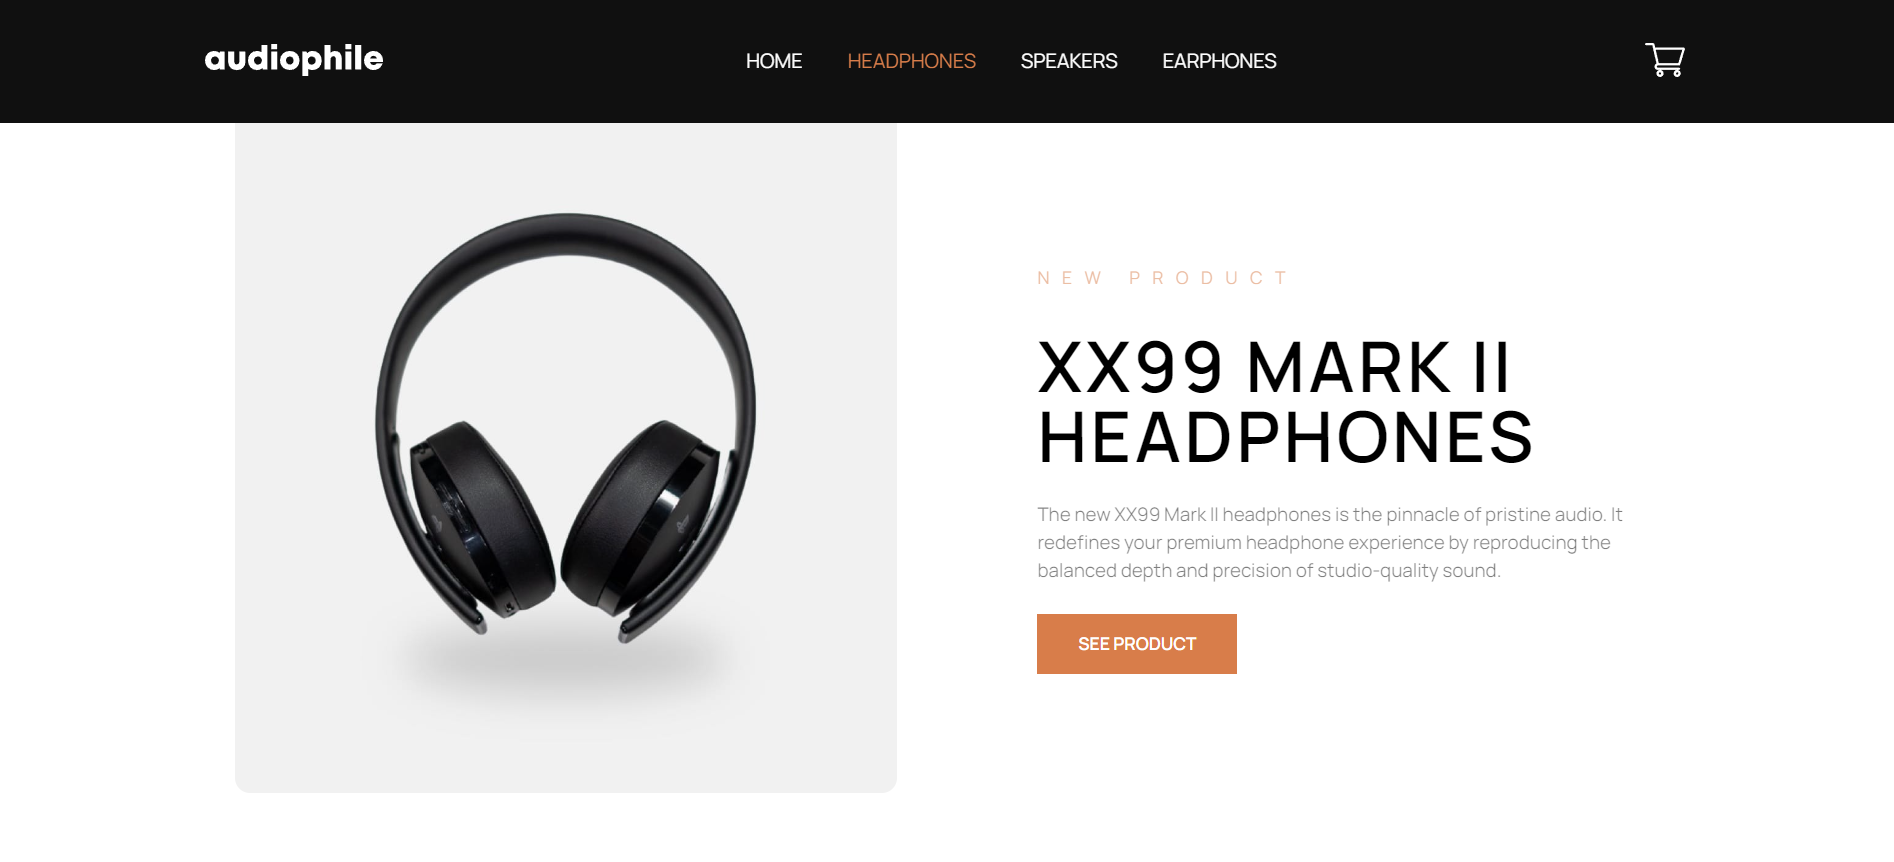 audiophile
HOME HEADPHONES SPEAKERS EARPHONES
NEW PRODUCT
XX99 MARK II
HEADPHONES
The new XX99 Mark II headphones is the pinnacle of pristine audio. It
redefines your premium headphone experience by reproducing the
balanced depth and precision of studio-quality sound.
SEE PRODUCT